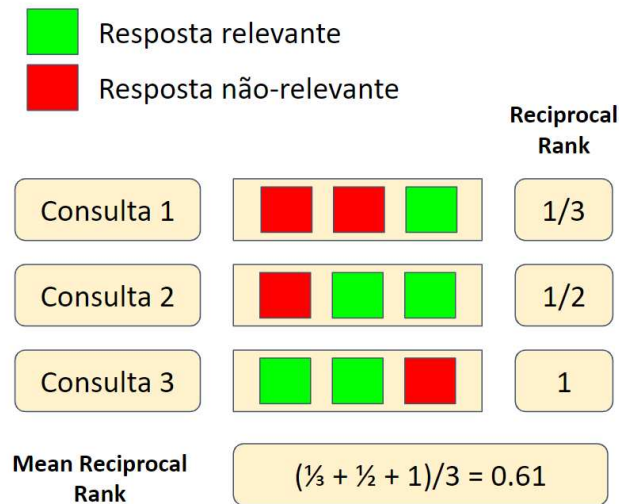 Resposta relevante
Resposta não-relevante
Reciprocal
Rank
Consulta 1
1/3
Consulta 2
1/2
Consulta 3
1
Mean Reciprocal
Rank
(⅓ + ½ + 1)/3 = 0.61